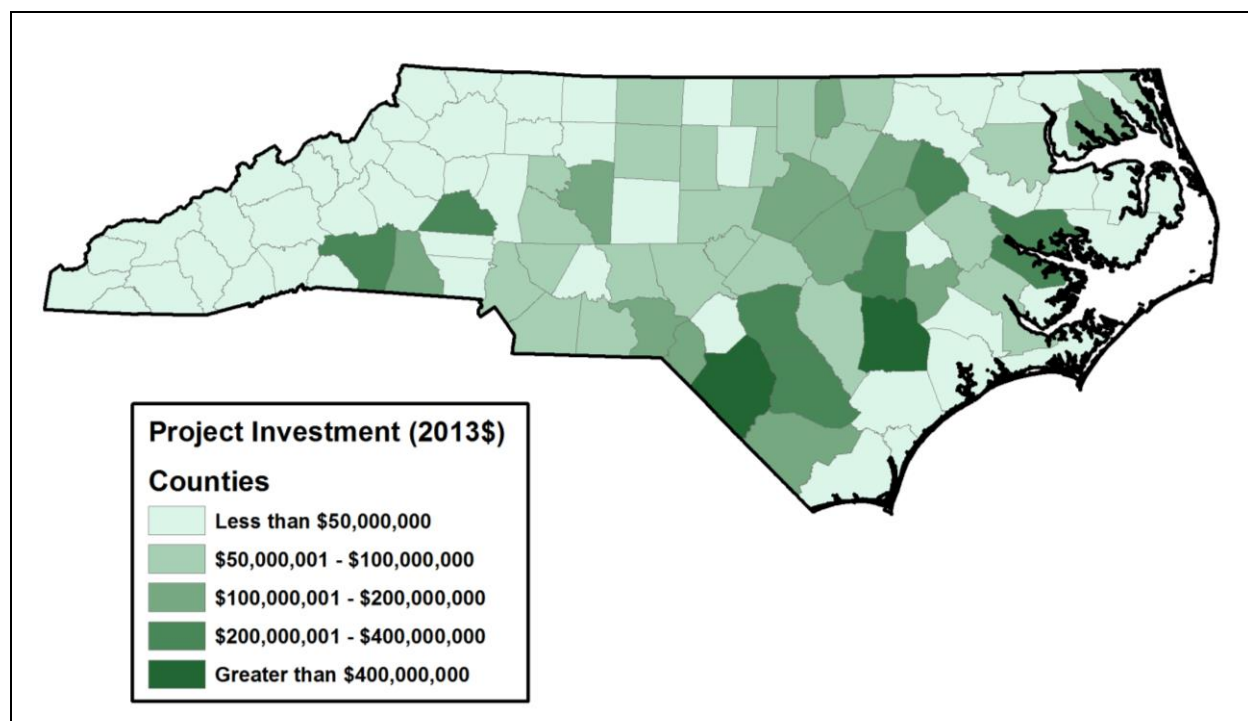 Project Investment (2013$)
Counties
Less than $50,000,000
$50,000,001 - $100,000,000
$100,000,001 - $200,000,000
$200,000,001 - $400,000,000
Greater than $400,000,000